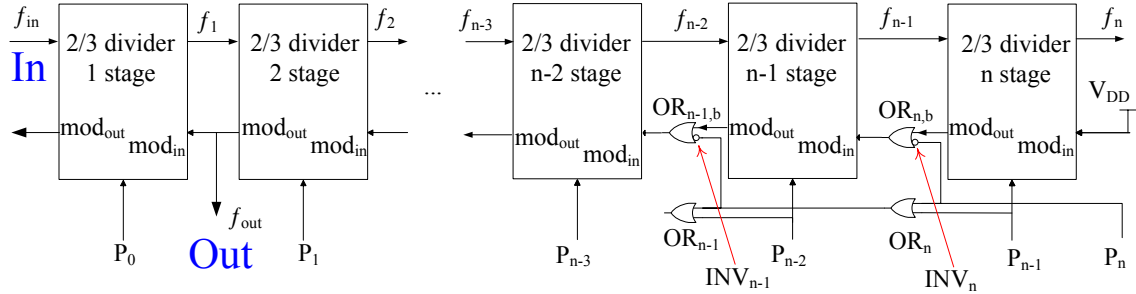 f_in f_1 f_2 f_n-3 f_n-2 f_n-1 f_n
2/3 divider 2/3 divider 2/3 divider 2/3 divider 2/3 divider
In 1 stage 2 stage n-2 stage n-1 stage n stage
V_DD
...
OR_n-1,b OR_n,b
mod_out mod_out mod_out mod_out mod_out
mod_in mod_in mod_in mod_in mod_in
f_out
OR_n-1 OR_n
P_0 Out P_1 P_n-3 P_n-2 P_n-1 P_n
INV_n-1 INV_n